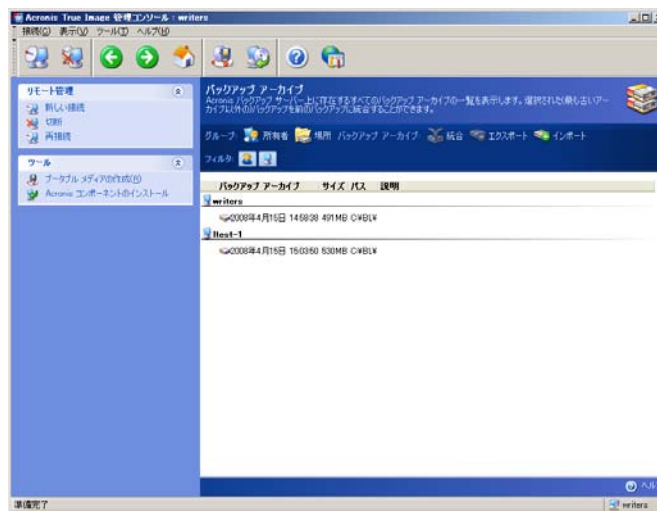 Acronis True Image 管理コンソール : writers
接続(C) 表示(V) ツール(T) ヘルプ(H)
リモート管理
新しい接続
切断
再接続
ツール
ブータブル メディアの作成(R)
Acronis コンポーネントのインストール
バックアップ アーカイブ
Acronis バックアップ サーバー上に存在するすべてのバックアップ アーカイブの一覧を表示します。選択された(最も古いアー
カイブ以外の)バックアップを前のバックアップに統合することができます。
グループ: 所有者 場所 バックアップ アーカイブ 統合 エクスポート インポート
フィルタ:
バックアップ アーカイブ サイズ パス 説明
writers
2008年4月15日 14:58:38 491MB C:¥BL¥
ltest-1
2008年4月15日 15:03:50 530MB C:¥BL¥
準備完了
writers